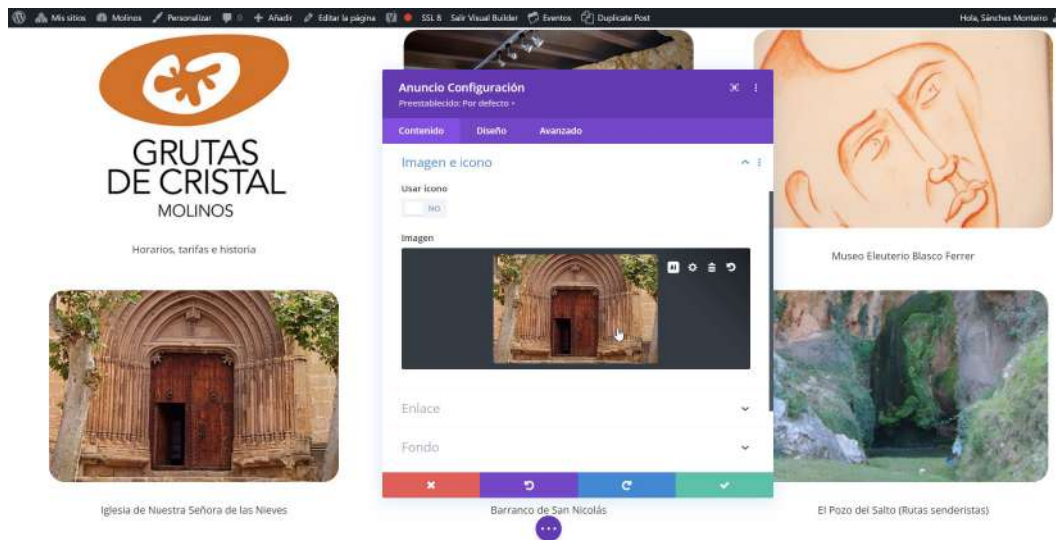 Mis sitios Molinos Personalizar 0 Añadir Editar la página SSL 8 Salir Visual Builder Eventos Duplicate Post Hola, Sánches Monteiro
GRUTAS
DE CRISTAL
MOLINOS
Horarios, tarifas e historia
Anuncio Configuración
Preestablecido: Por defecto
Contenido Diseño Avanzado
Imagen e icono
Usar icono
NO
Imagen
AI
Enlace
Fondo
Museo Eleuterio Blasco Ferrer
Iglesia de Nuestra Señora de las Nieves
Barranco de San Nicolás
El Pozo del Salto (Rutas senderistas)